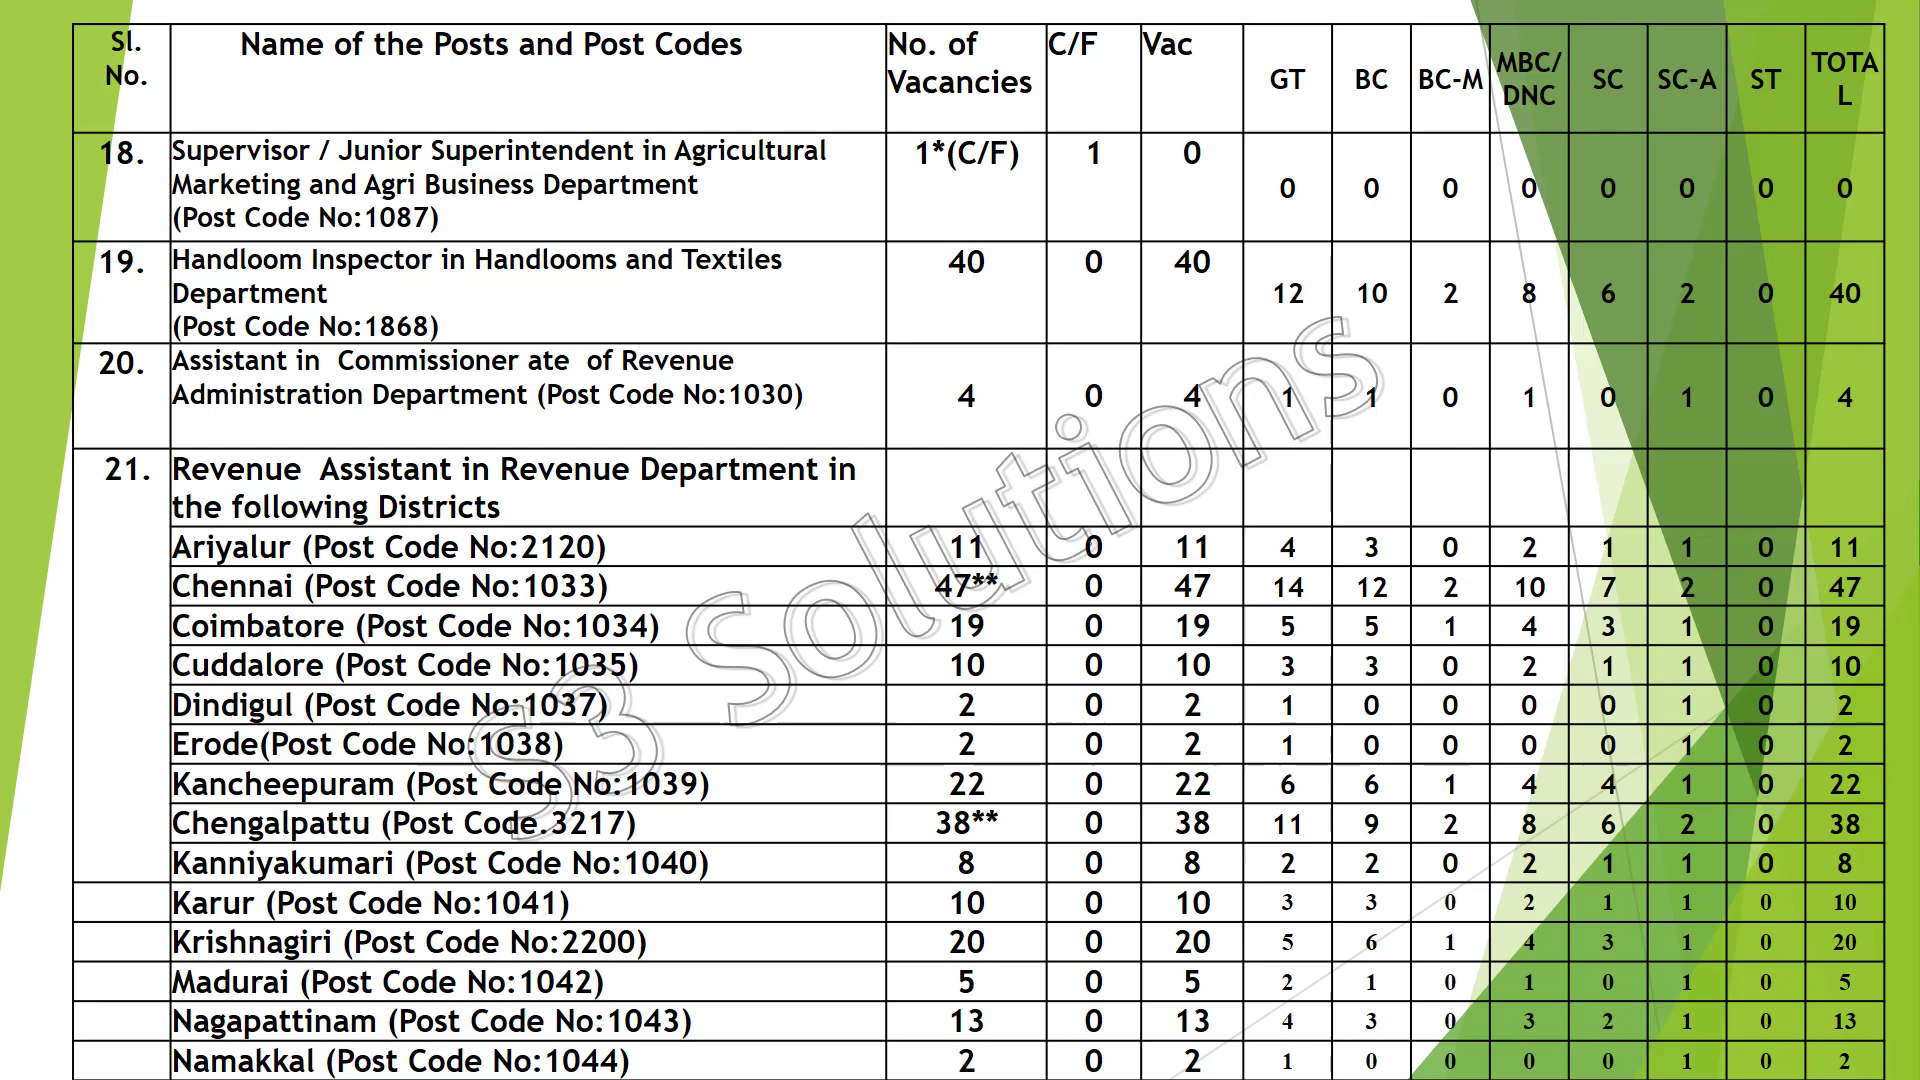 Sl. No. Name of the Posts and Post Codes No. of Vacancies C/F Vac GT BC BC-M MBC/ DNC SC SC-A ST TOTA L
18. Supervisor / Junior Superintendent in Agricultural 1*(C/F) 1 0 0 0 0 0 0 0 0 0
Marketing and Agri Business Department
(Post Code No:1087)
19. Handloom Inspector in Handlooms and Textiles 40 0 40 12 10 2 8 6 2 0 40
Department
(Post Code No:1868)
20. Assistant in Commissioner ate of Revenue
Administration Department (Post Code No:1030) 4 0 4 1 1 0 1 0 1 0 4
21. Revenue Assistant in Revenue Department in
the following Districts
Ariyalur (Post Code No:2120) 11 0 11 4 3 0 2 1 1 0 11
Chennai (Post Code No:1033) 47** 0 47 14 12 2 10 7 2 0 47
Coimbatore (Post Code No:1034) 19 0 19 5 5 1 4 3 1 0 19
Cuddalore (Post Code No:1035) 10 0 10 3 3 0 2 1 1 0 10
Dindigul (Post Code No:1037) 2 0 2 1 0 0 0 0 1 0 2
Erode(Post Code No:1038) 2 0 2 1 0 0 0 0 1 0 2
Kancheepuram (Post Code No:1039) 22 0 22 6 6 1 4 4 1 0 22
Chengalpattu (Post Code.3217) 38** 0 38 11 9 2 8 6 2 0 38
Kanniyakumari (Post Code No:1040) 8 0 8 2 2 0 2 1 1 0 8
Karur (Post Code No:1041) 10 0 10 3 3 0 2 1 1 0 10
Krishnagiri (Post Code No:2200) 20 0 20 5 6 1 4 3 1 0 20
Madurai (Post Code No:1042) 5 0 5 2 1 0 1 0 1 0 5
Nagapattinam (Post Code No:1043) 13 0 13 4 3 0 3 2 1 0 13
Namakkal (Post Code No:1044) 2 0 2 1 0 0 0 0 1 0 2
S3 Solutions